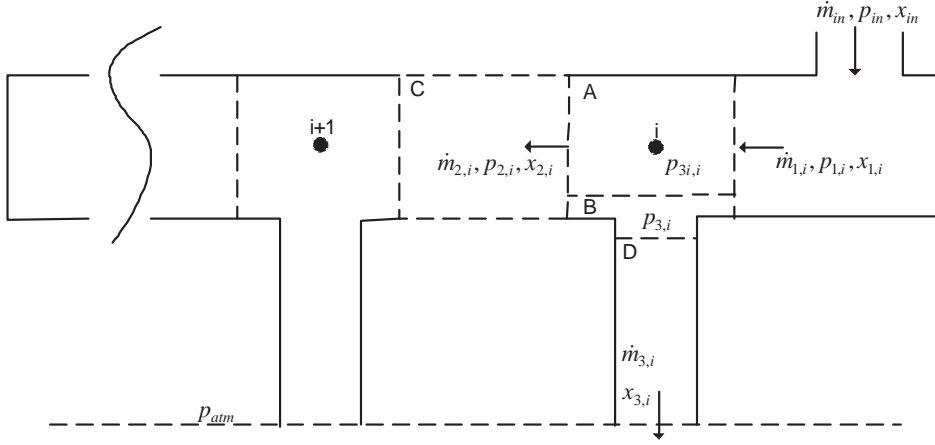 ṁ_in, p_in, x_in
C
A
i+1
i
ṁ_2,i, p_2,i, x_2,i
p_3i,i
ṁ_1,i, p_1,i, x_1,i
B
p_3,i
D
ṁ_3,i
x_3,i
p_atm